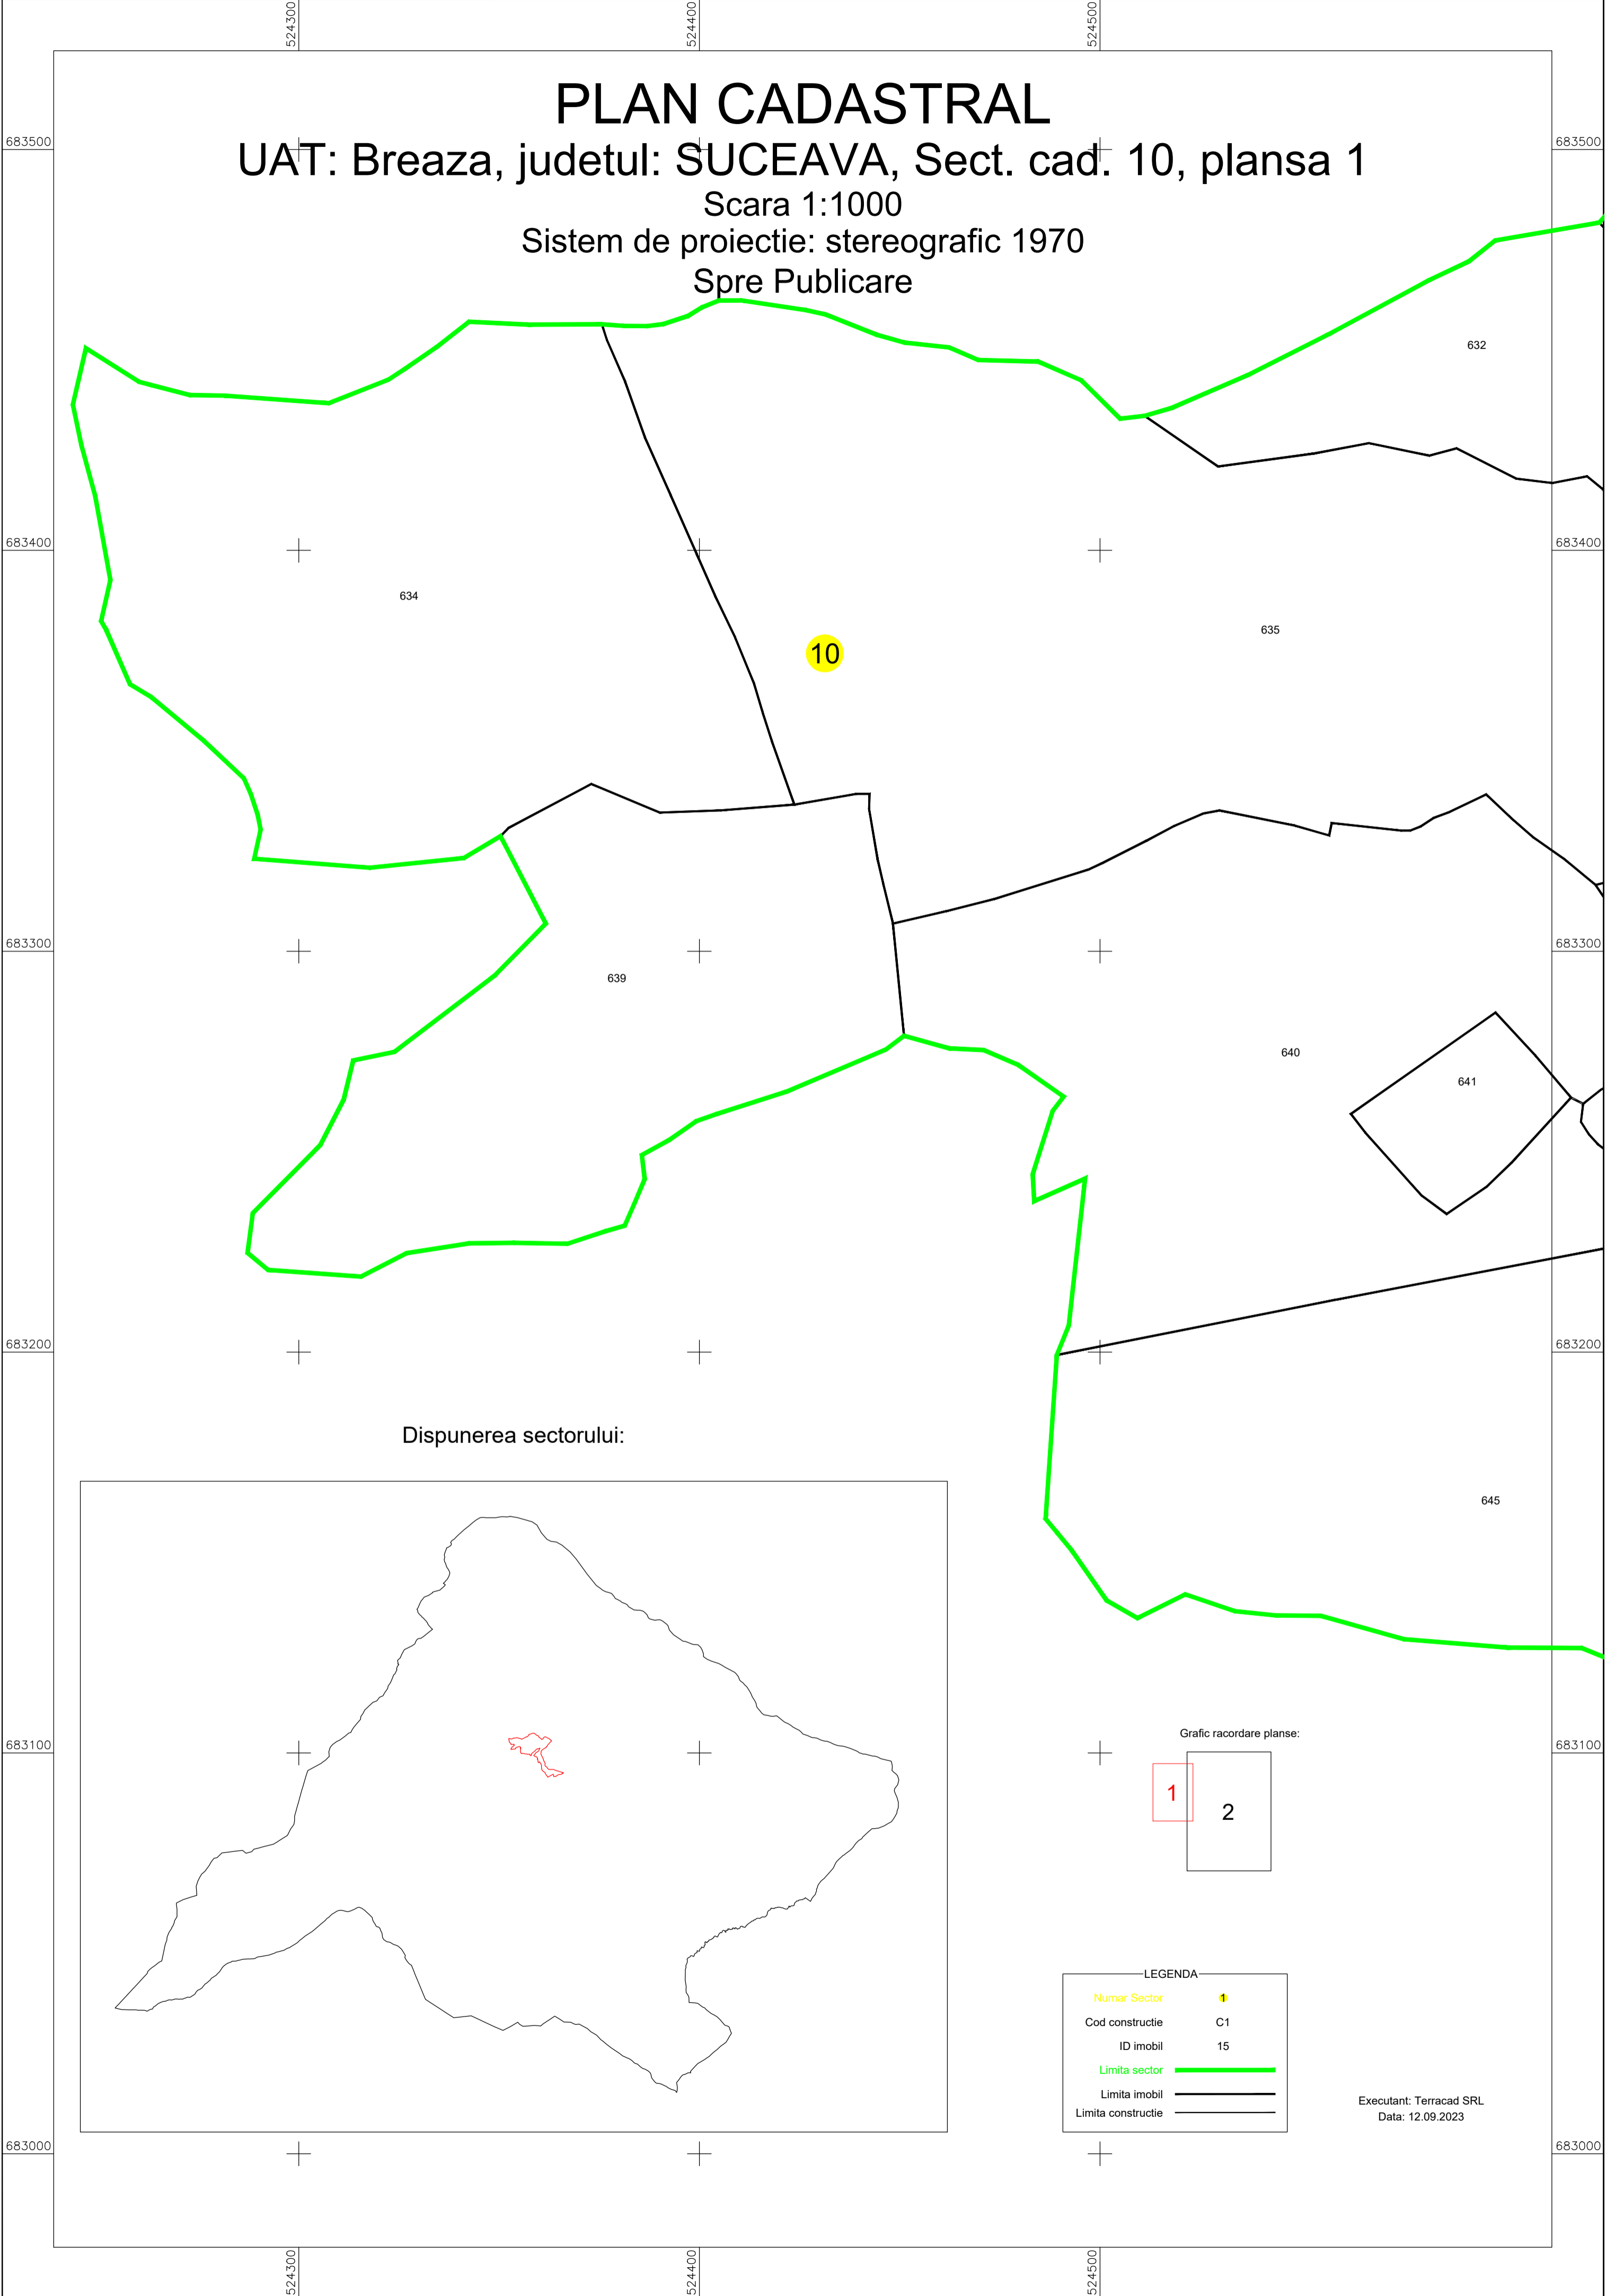 524300
524400
524500
PLAN CADASTRAL
683500
683500
UAT: Breaza, judetul: SUCEAVA, Sect. cad. 10, plansa 1
Scara 1:1000
Sistem de proiectie: stereografic 1970
Spre Publicare
632
683400
683400
634
635
10
683300
683300
639
640
641
683200
683200
Dispunerea sectorului:
645
Grafic racordare planse:
683100
683100
1
2
LEGENDA
Numar Sector 1
Cod constructie C1
ID imobil 15
Limita sector
Limita imobil
Limita constructie
Executant: Terracad SRL
Data: 12.09.2023
683000
683000
524300
524400
524500